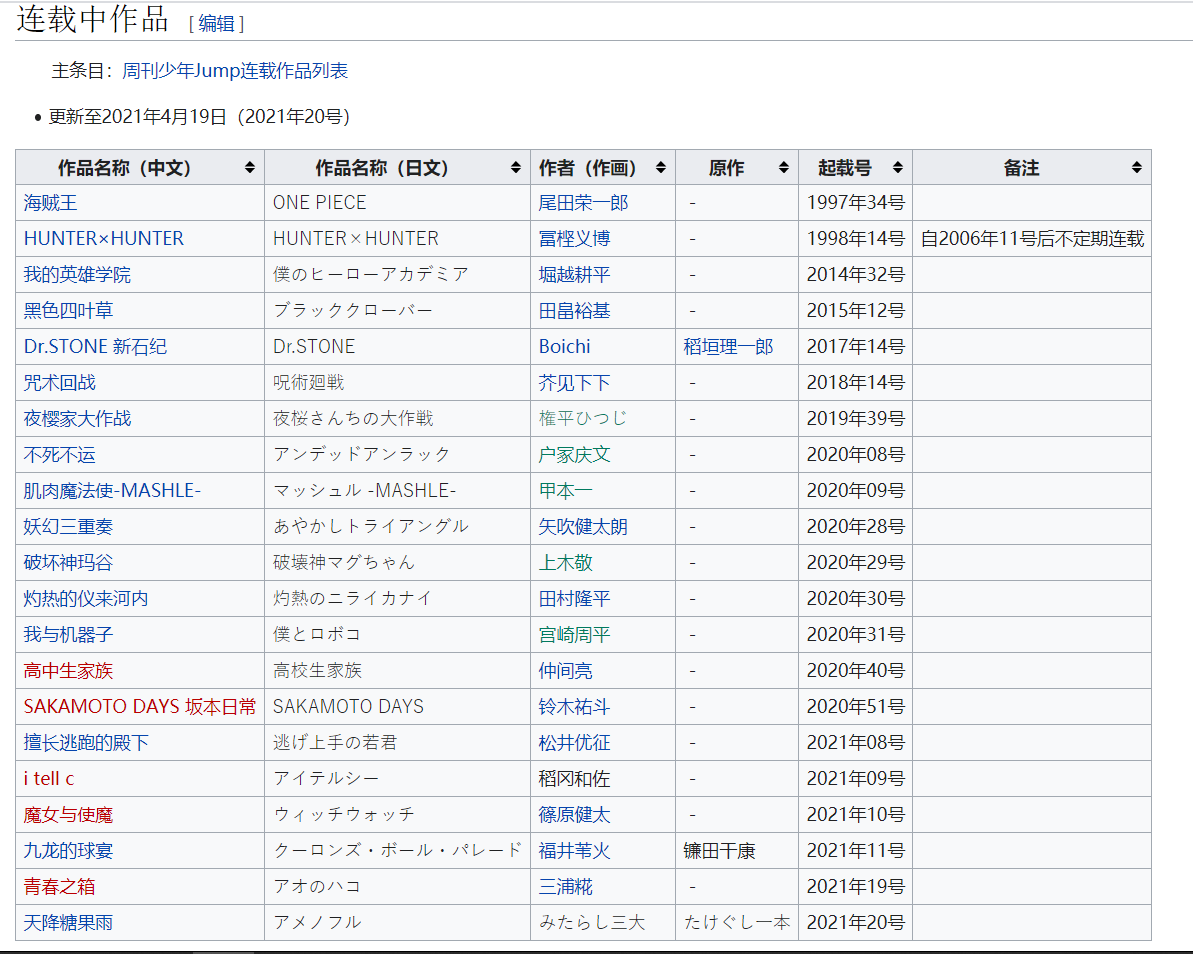 连载中作品 [编辑]
主条目：周刊少年Jump连载作品列表
• 更新至2021年4月19日（2021年20号）
作品名称（中文） 作品名称（日文） 作者（作画） 原作 起载号 备注
海贼王 ONE PIECE 尾田荣一郎 - 1997年34号
HUNTER×HUNTER HUNTER×HUNTER 冨樫义博 - 1998年14号 自2006年11号后不定期连载
我的英雄学院 僕のヒーローアカデミア 堀越耕平 - 2014年32号
黑色四叶草 ブラッククローバー 田畠裕基 - 2015年12号
Dr.STONE 新石纪 Dr.STONE Boichi 稻垣理一郎 2017年14号
咒术回战 呪術廻戦 芥见下下 - 2018年14号
夜樱家大作战 夜桜さんちの大作戦 権平ひつじ - 2019年39号
不死不运 アンデッドアンラック 户冢庆文 - 2020年08号
肌肉魔法使-MASHLE- マッシュル -MASHLE- 甲本一 - 2020年09号
妖幻三重奏 あやかしトライアングル 矢吹健太朗 - 2020年28号
破坏神玛谷 破壊神マグちゃん 上木敬 - 2020年29号
灼热的仪来河内 灼熱のニライカナイ 田村隆平 - 2020年30号
我与机器子 僕とロボコ 宫崎周平 - 2020年31号
高中生家族 高校生家族 仲间亮 - 2020年40号
SAKAMOTO DAYS 坂本日常 SAKAMOTO DAYS 铃木祐斗 - 2020年51号
擅长逃跑的殿下 逃げ上手の若君 松井优征 - 2021年08号
i tell c アイテルシー 稻冈和佐 - 2021年09号
魔女与使魔 ウィッチウォッチ 篠原健太 - 2021年10号
九龙的球宴 クーロンズ・ボール・パレード 福井苇火 镰田干康 2021年11号
青春之箱 アオのハコ 三浦糀 - 2021年19号
天降糖果雨 アメノフル みたらし三大 たけぐし一本 2021年20号